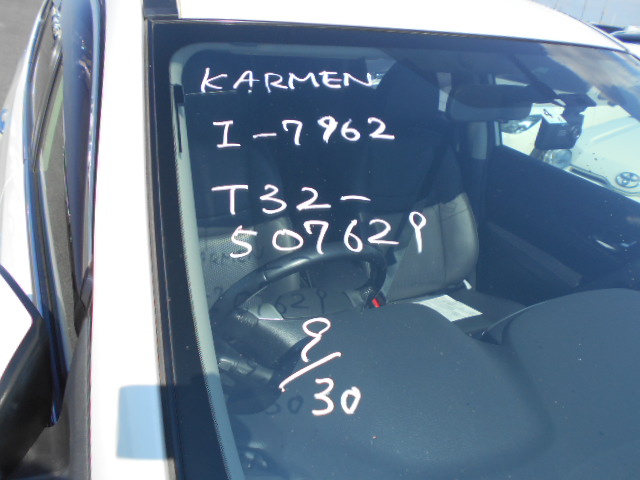 KARMEN
I-7962
T32-
507629
9/30